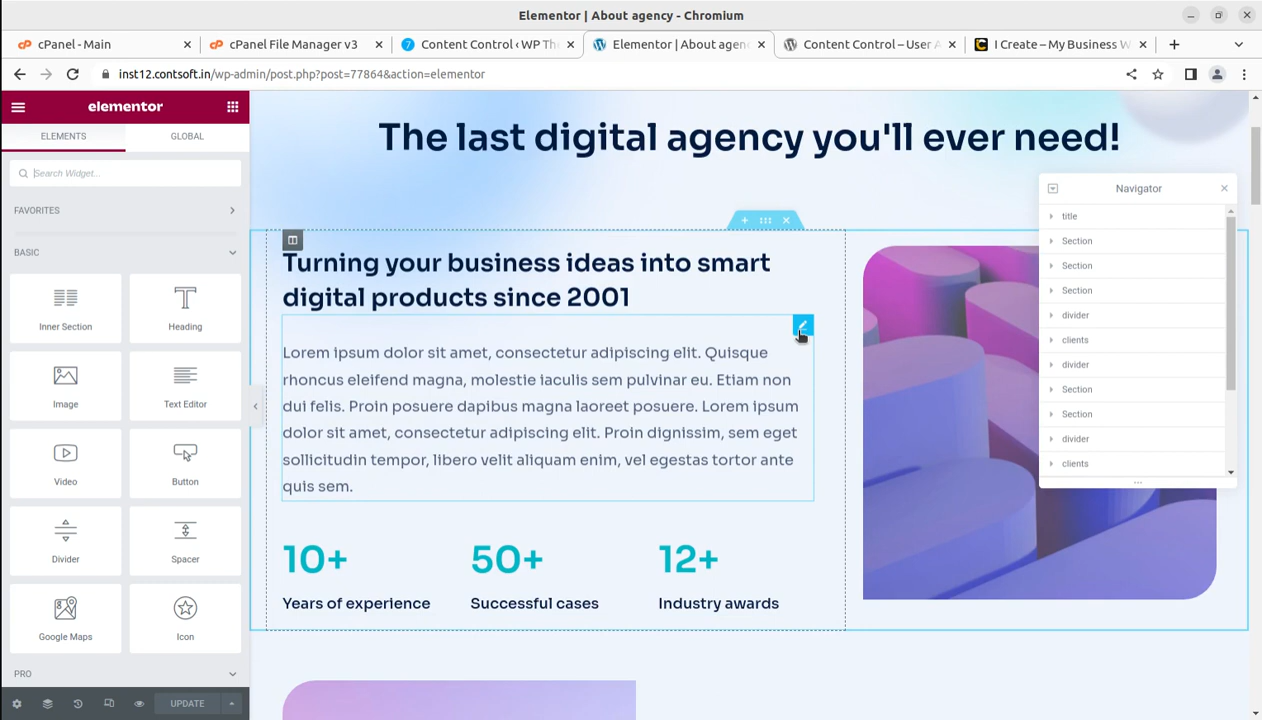 Elementor | About agency - Chromium
cPanel - Main
cPanel File Manager v3
Content Control ‹ WP Th
Elementor | About agen
Content Control – User A
I Create – My Business W
inst12.contsoft.in/wp-admin/post.php?post=77864&action=elementor
elementor
ELEMENTS
GLOBAL
Search Widget...
FAVORITES
BASIC
Inner Section
Heading
Image
Text Editor
Video
Button
Divider
Spacer
Google Maps
Icon
PRO
UPDATE
The last digital agency you'll ever need!
Turning your business ideas into smart
digital products since 2001
Lorem ipsum dolor sit amet, consectetur adipiscing elit. Quisque
rhoncus eleifend magna, molestie iaculis sem pulvinar eu. Etiam non
dui felis. Proin posuere dapibus magna laoreet posuere. Lorem ipsum
dolor sit amet, consectetur adipiscing elit. Proin dignissim, sem eget
sollicitudin tempor, libero velit aliquam enim, vel egestas tortor ante
quis sem.
10+
50+
12+
Years of experience
Successful cases
Industry awards
Navigator
title
Section
Section
Section
divider
clients
divider
Section
Section
divider
clients